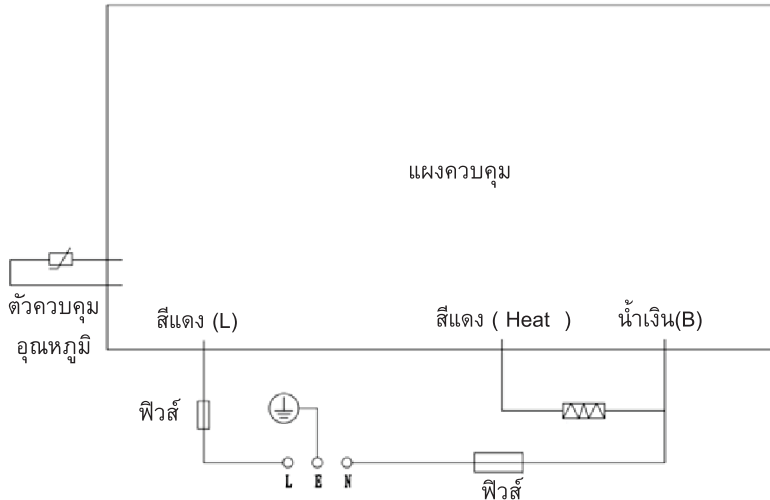 แผงควบคุม
ตัวควบคุม
อุณหภูมิ
สีแดง (L)
สีแดง ( Heat )
น้ำเงิน(B)
ฟิวส์
L E N
ฟิวส์